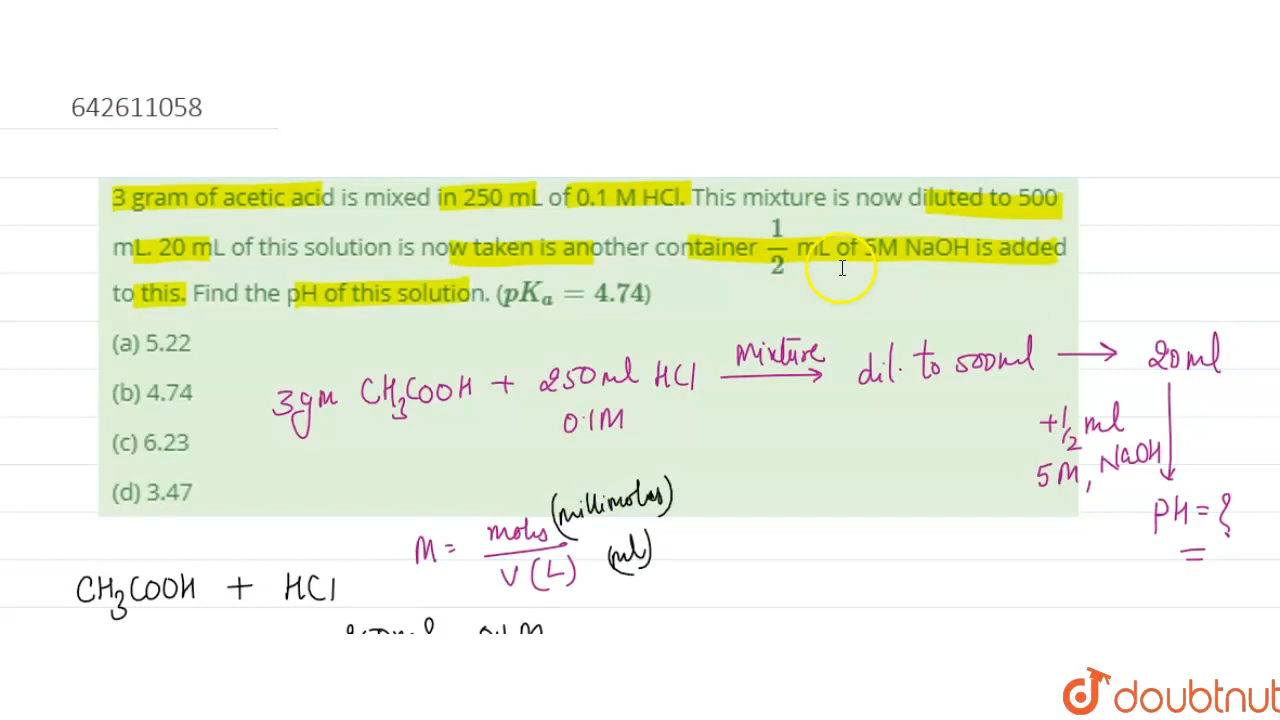 642611058
3 gram of acetic acid is mixed in 250 mL of 0.1 M HCl. This mixture is now diluted to 500
mL. 20 mL of this solution is now taken is another container 1/2 mL of 5M NaOH is added
to this. Find the pH of this solution. (pKₐ = 4.74)
(a) 5.22
(b) 4.74
(c) 6.23
(d) 3.47
3gm CH₃COOH + 250ml HCl mixture → dil. to 500ml → 20ml
0.1M
+1/2 ml
5M, NaOH
PH = ?
M = moles (millimoles)
V (L) (ml)
CH₃COOH + HCl
doubtnut